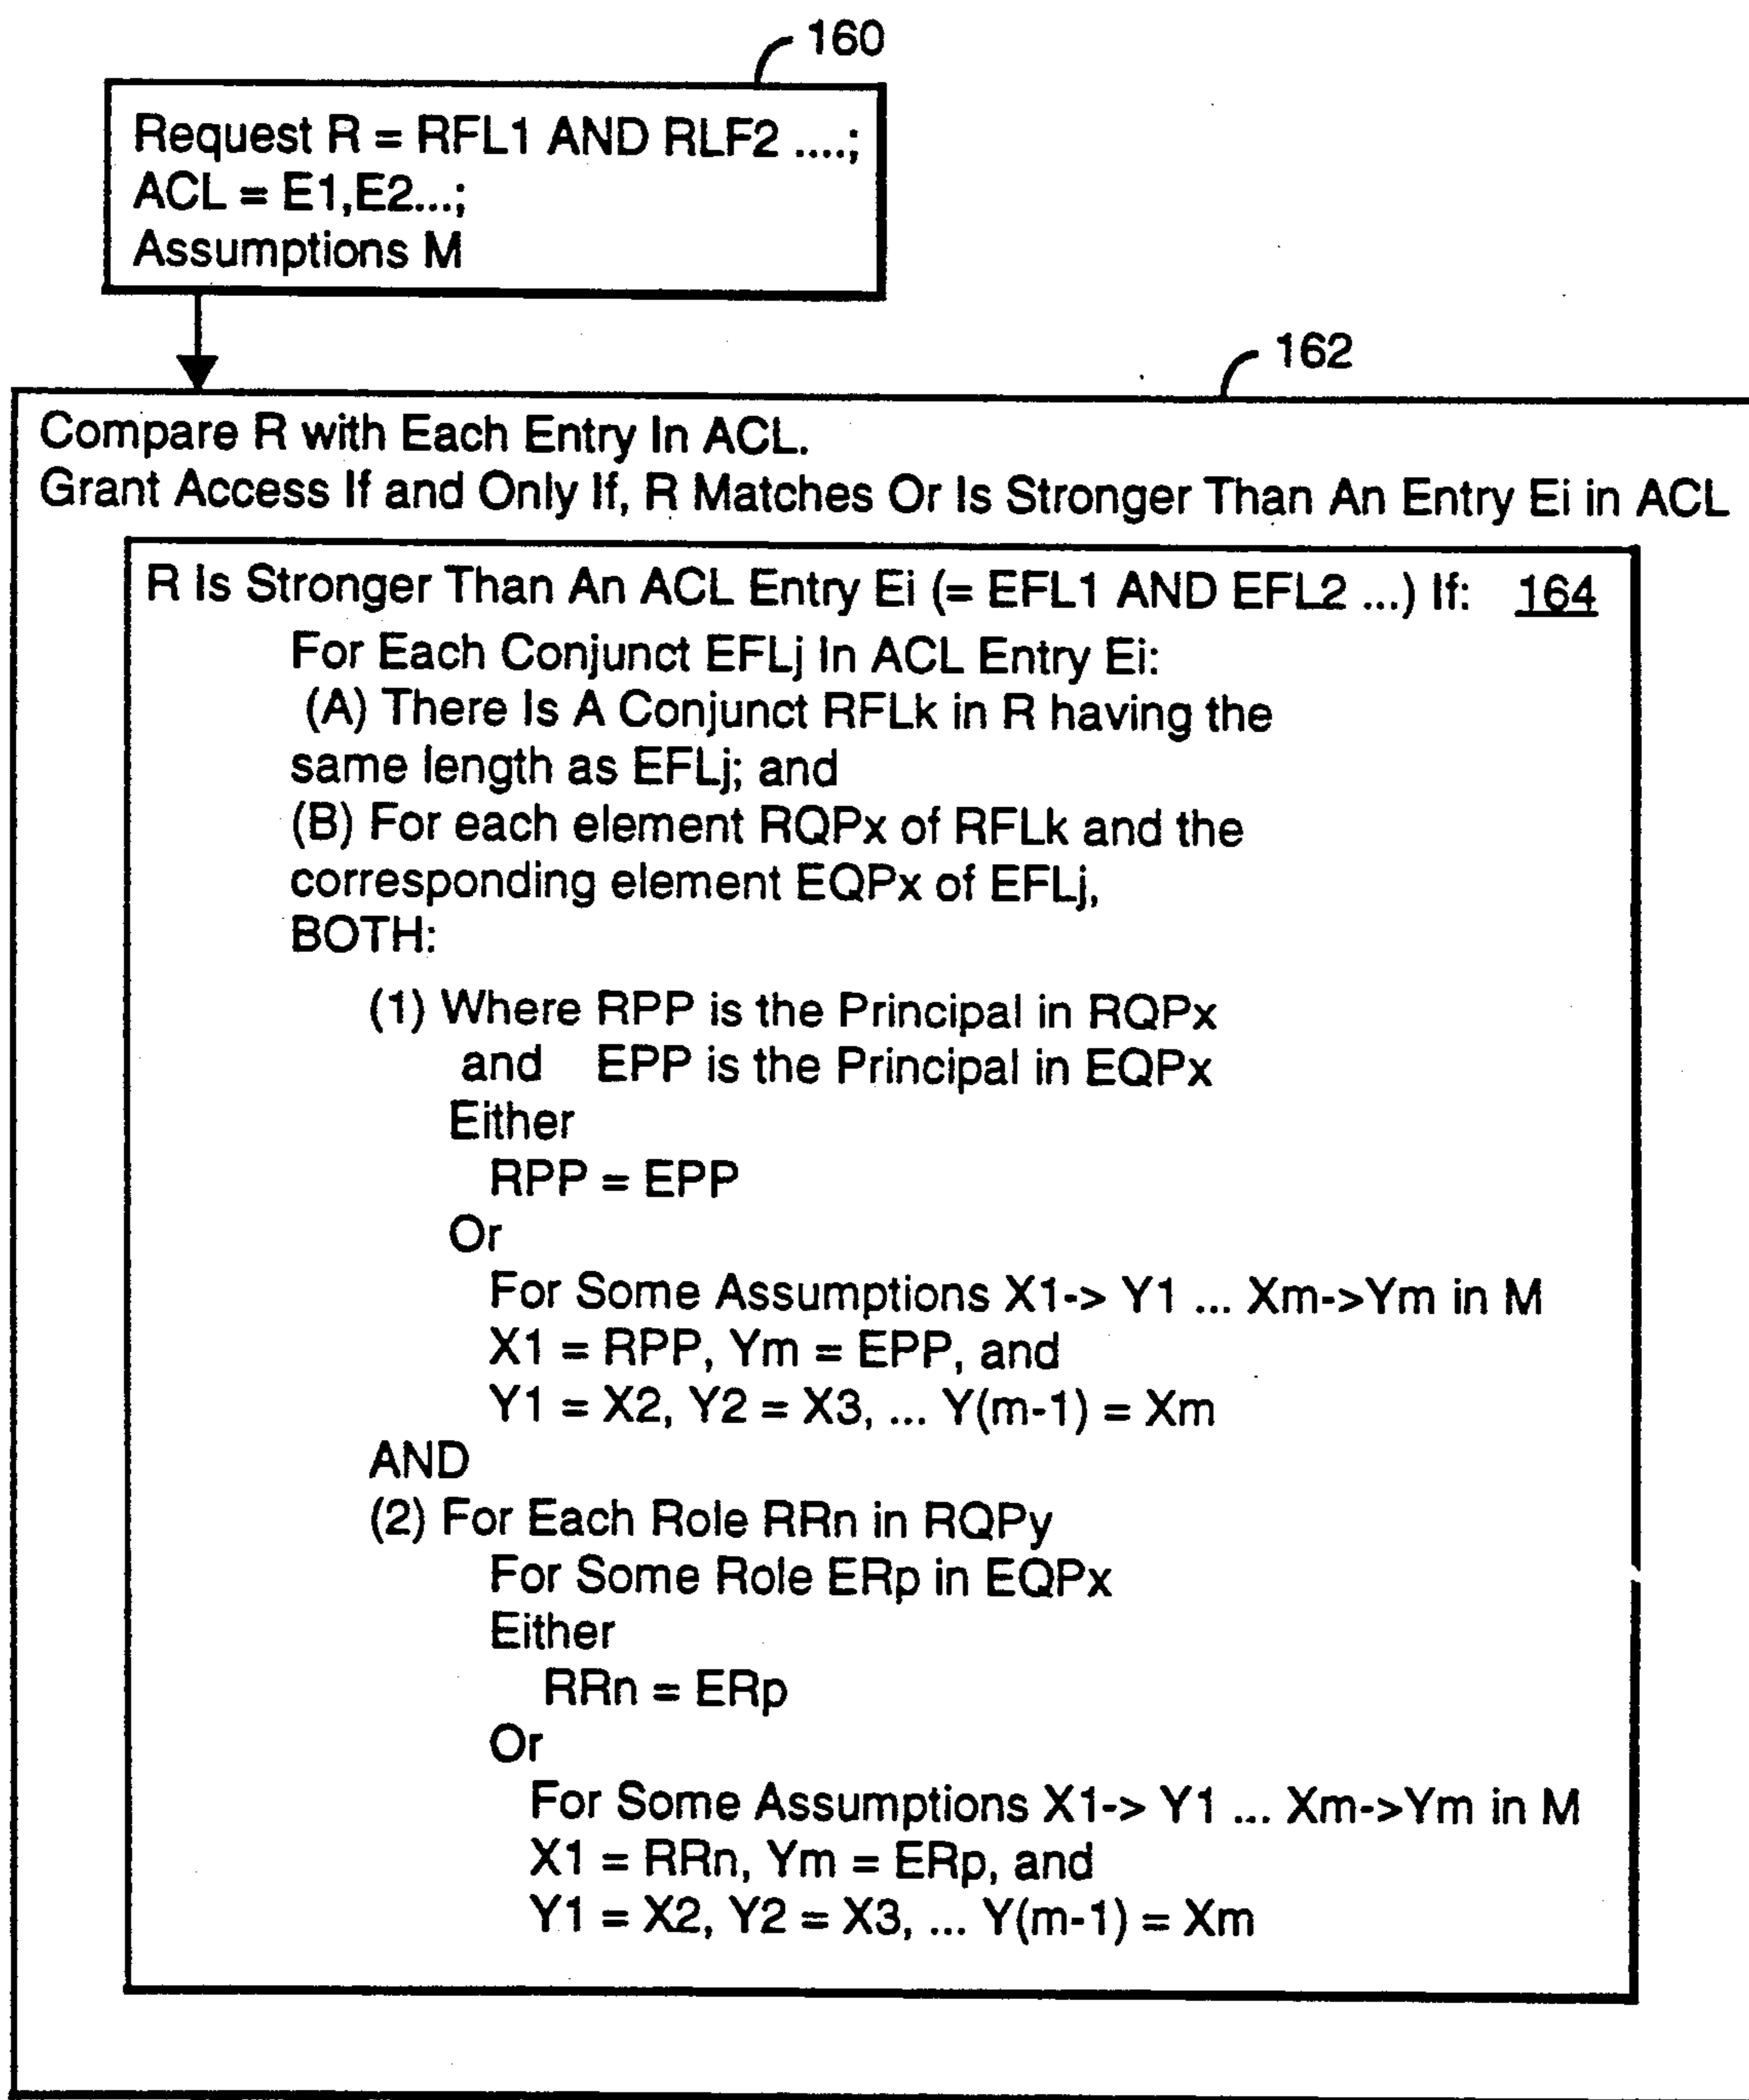 160
Request R = RFL1 AND RLF2 ....;
ACL = E1,E2...;
Assumptions M
162
Compare R with Each Entry In ACL.
Grant Access If and Only If, R Matches Or Is Stronger Than An Entry Ei in ACL
R Is Stronger Than An ACL Entry Ei (= EFL1 AND EFL2 ...) If: 164
For Each Conjunct EFLj In ACL Entry Ei:
(A) There Is A Conjunct RFLk in R having the
same length as EFLj; and
(B) For each element RQPx of RFLk and the
corresponding element EQPx of EFLj,
BOTH:
(1) Where RPP is the Principal in RQPx
and EPP is the Principal in EQPx
Either
RPP = EPP
Or
For Some Assumptions X1-> Y1 ... Xm->Ym in M
X1 = RPP, Ym = EPP, and
Y1 = X2, Y2 = X3, ... Y(m-1) = Xm
AND
(2) For Each Role RRn in RQPy
For Some Role ERp in EQPx
Either
RRn = ERp
Or
For Some Assumptions X1-> Y1 ... Xm->Ym in M
X1 = RRn, Ym = ERp, and
Y1 = X2, Y2 = X3, ... Y(m-1) = Xm